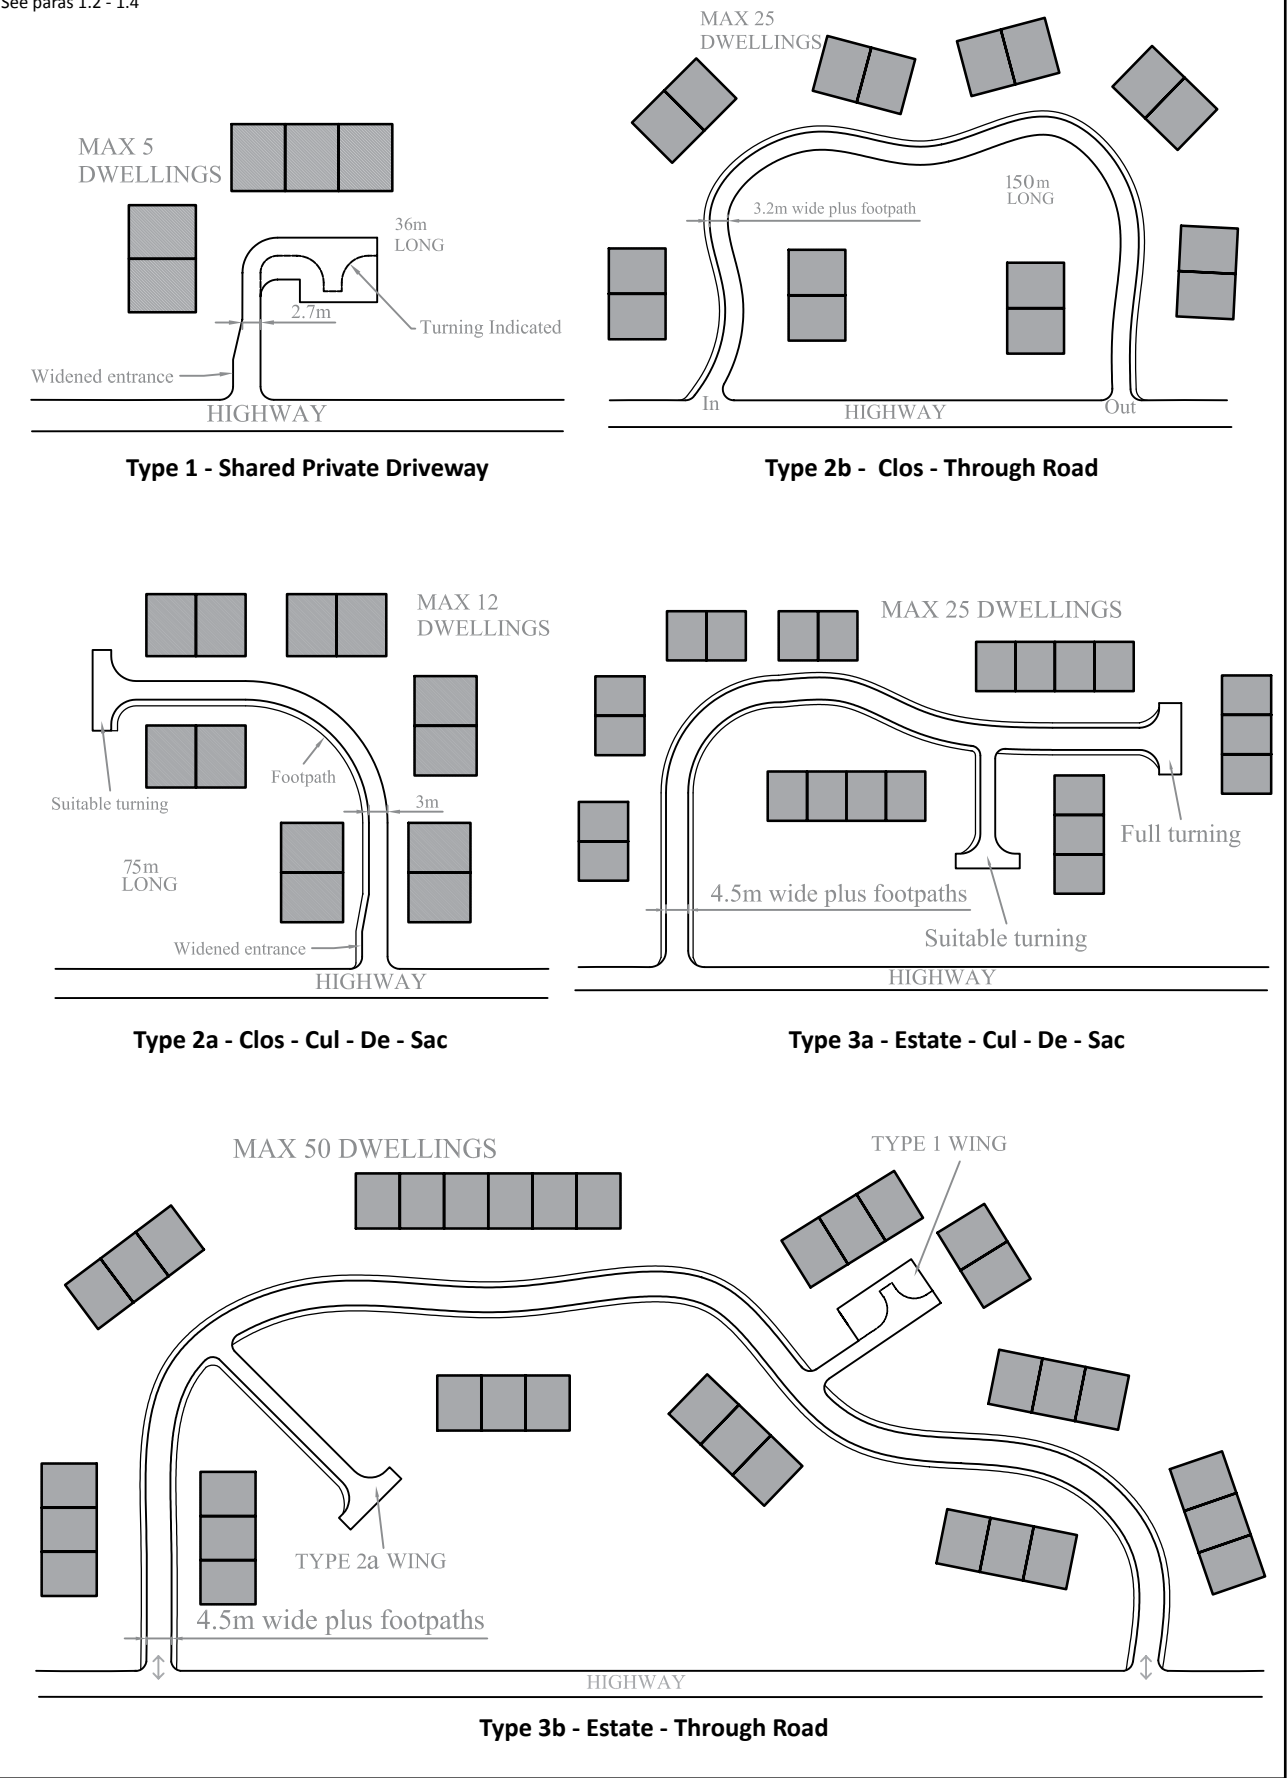 See paras 1.2 - 1.4
MAX 5
DWELLINGS
36m
LONG
2.7m
Turning Indicated
Widened entrance
HIGHWAY
Type 1 - Shared Private Driveway
MAX 25
DWELLINGS
150m
LONG
3.2m wide plus footpath
In
HIGHWAY
Out
Type 2b - Clos - Through Road
MAX 12
DWELLINGS
Footpath
Suitable turning
3m
75m
LONG
Widened entrance
HIGHWAY
Type 2a - Clos - Cul - De - Sac
MAX 25 DWELLINGS
Full turning
4.5m wide plus footpaths
Suitable turning
HIGHWAY
Type 3a - Estate - Cul - De - Sac
MAX 50 DWELLINGS
TYPE 1 WING
TYPE 2a WING
4.5m wide plus footpaths
HIGHWAY
Type 3b - Estate - Through Road